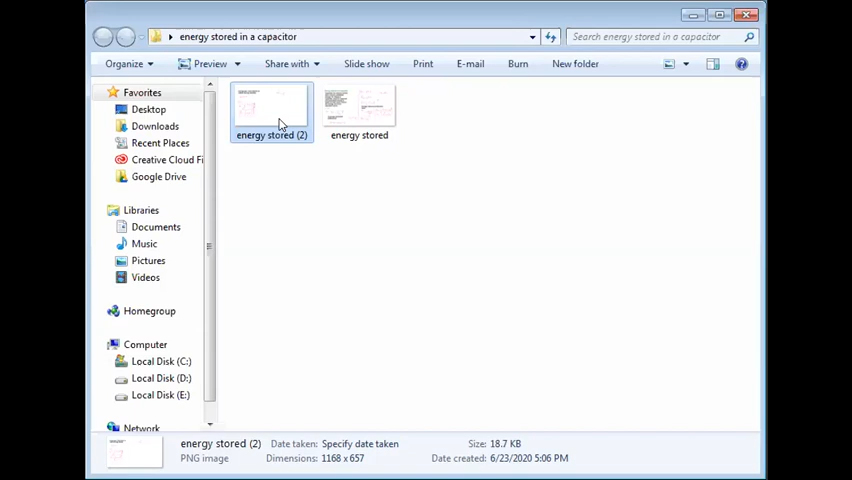 energy stored in a capacitor
Search energy stored in a capacitor
Organize
Preview
Share with
Slide show
Print
E-mail
Burn
New folder
Favorites
Desktop
Downloads
Recent Places
Creative Cloud Fi
Google Drive
Libraries
Documents
Music
Pictures
Videos
Homegroup
Computer
Local Disk (C:)
Local Disk (D:)
Local Disk (E:)
Network
energy stored (2)
energy stored
energy stored (2) Date taken: Specify date taken Size: 18.7 KB
PNG image Dimensions: 1168 x 657 Date created: 6/23/2020 5:06 PM